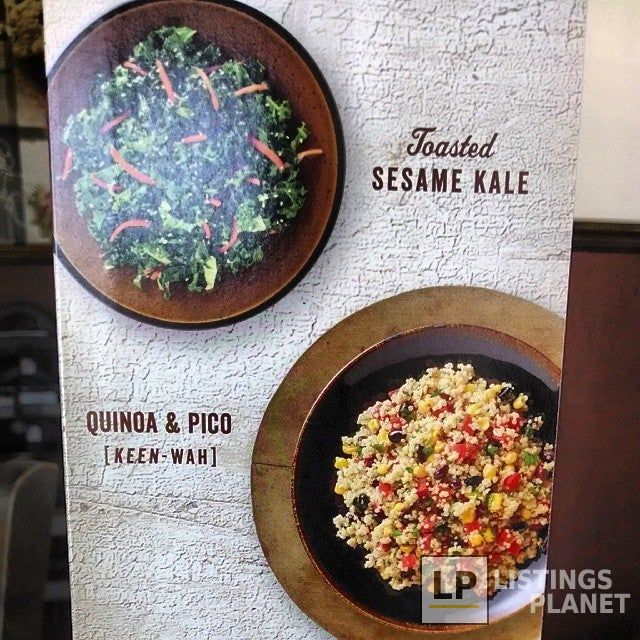 Toasted
SESAME KALE
QUINOA & PICO
[KEEN-WAH]
LP LISTINGS
PLANET